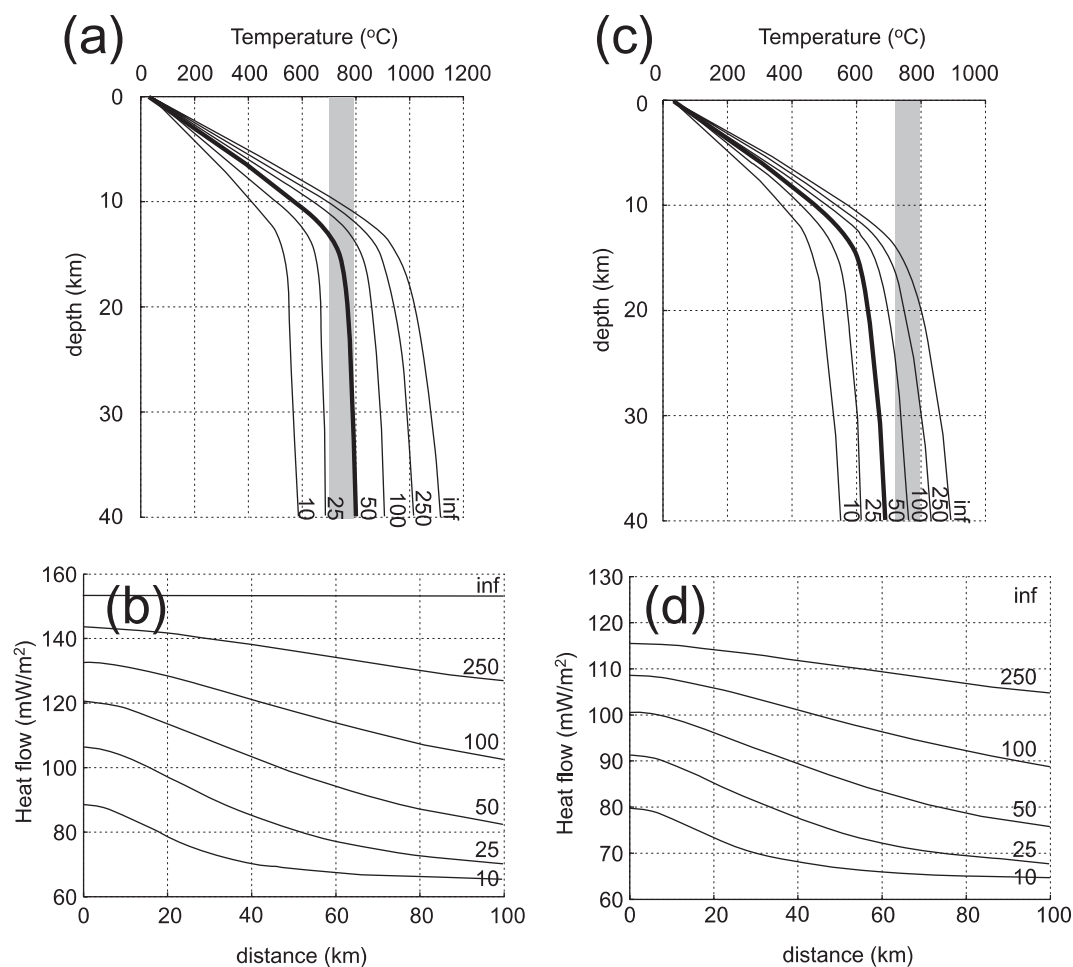 (a)
Temperature (°C)
0 200 400 600 800 1000 1200
0
10
20
30
40
depth (km)
10 25 50 100 250 inf
(c)
Temperature (°C)
0 200 400 600 800 1000
0
10
20
30
40
depth (km)
10 25 50 100 250 inf
(b)
160
140
120
100
80
60
Heat flow (mW/m²)
inf
250
100
50
25
10
0 20 40 60 80 100
distance (km)
(d)
130
120
110
100
90
80
70
60
Heat flow (mW/m²)
inf
250
100
50
25
10
0 20 40 60 80 100
distance (km)